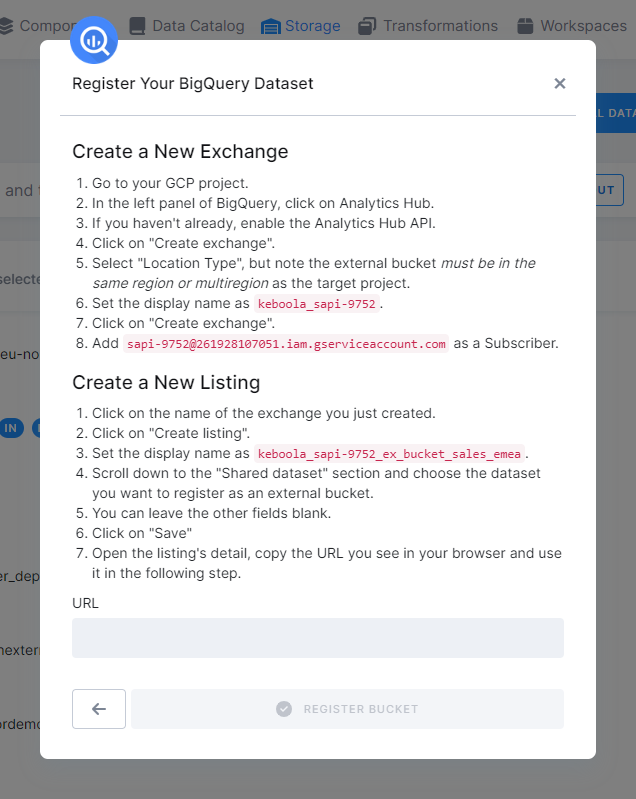 Data Catalog
Storage
Transformations
Workspaces
Register Your BigQuery Dataset
L DATA
Create a New Exchange
1. Go to your GCP project.
2. In the left panel of BigQuery, click on Analytics Hub.
3. If you haven't already, enable the Analytics Hub API.
4. Click on "Create exchange".
5. Select "Location Type", but note the external bucket must be in the
same region or multiregion as the target project.
6. Set the display name as keboola_sapi-9752.
7. Click on "Create exchange".
8. Add sapi-9752@261928107051.iam.gserviceaccount.com as a Subscriber.
Create a New Listing
1. Click on the name of the exchange you just created.
2. Click on "Create listing".
3. Set the display name as keboola_sapi-9752_ex_bucket_sales_emea.
4. Scroll down to the "Shared dataset" section and choose the dataset
you want to register as an external bucket.
5. You can leave the other fields blank.
6. Click on "Save"
7. Open the listing's detail, copy the URL you see in your browser and use
it in the following step.
URL
REGISTER BUCKET
and
UT
eu-no
IN
er_dep